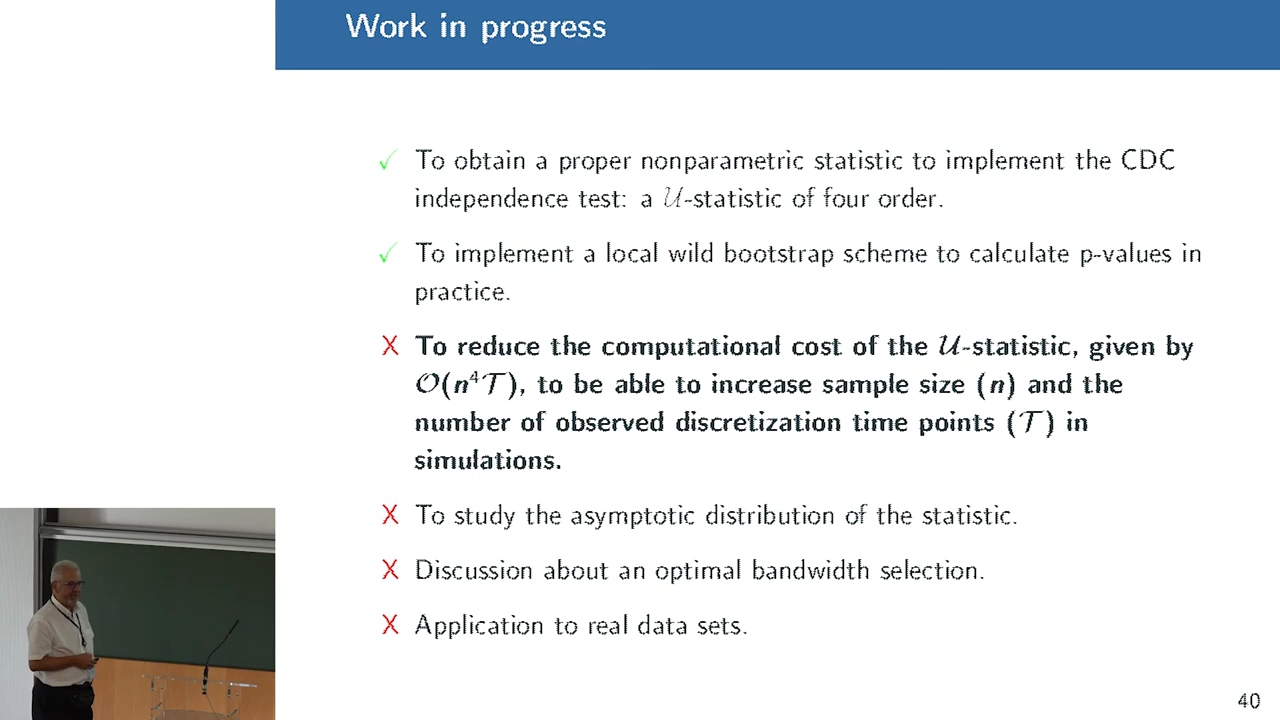 Work in progress
✓ To obtain a proper nonparametric statistic to implement the CDC
independence test: a 𝒰-statistic of four order.
✓ To implement a local wild bootstrap scheme to calculate p-values in
practice.
X To reduce the computational cost of the 𝒰-statistic, given by
𝒪(n⁴𝒯), to be able to increase sample size (n) and the
number of observed discretization time points (𝒯) in
simulations.
X To study the asymptotic distribution of the statistic.
X Discussion about an optimal bandwidth selection.
X Application to real data sets.
40